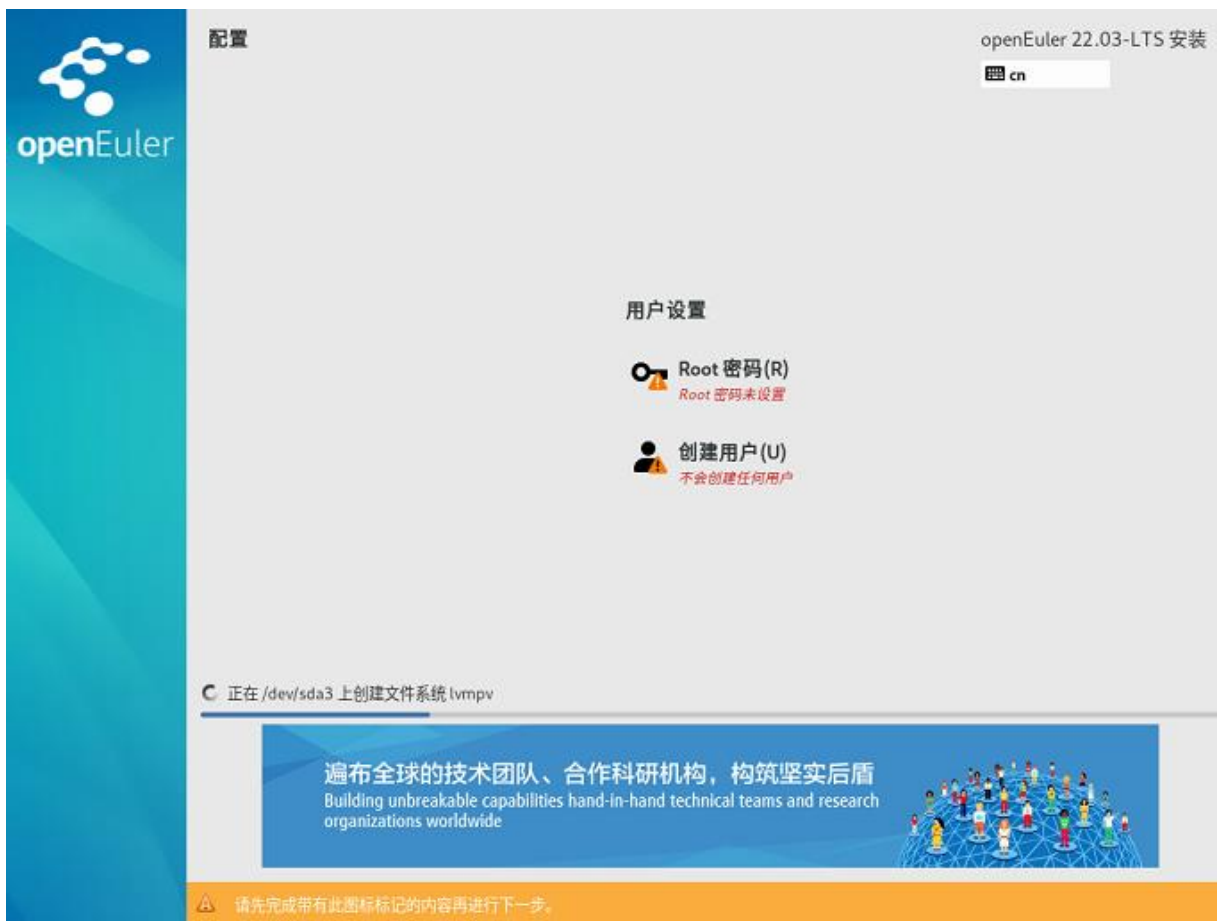 openEuler
配置
openEuler 22.03-LTS 安装
cn
用户设置
Root 密码(R)
Root 密码未设置
创建用户(U)
不会创建任何用户
正在 /dev/sda3 上创建文件系统 lvmpv
遍布全球的技术团队、合作科研机构，构筑坚实后盾
Building unbreakable capabilities hand-in-hand technical teams and research
organizations worldwide
请先完成带有此图标标记的内容再进行下一步。